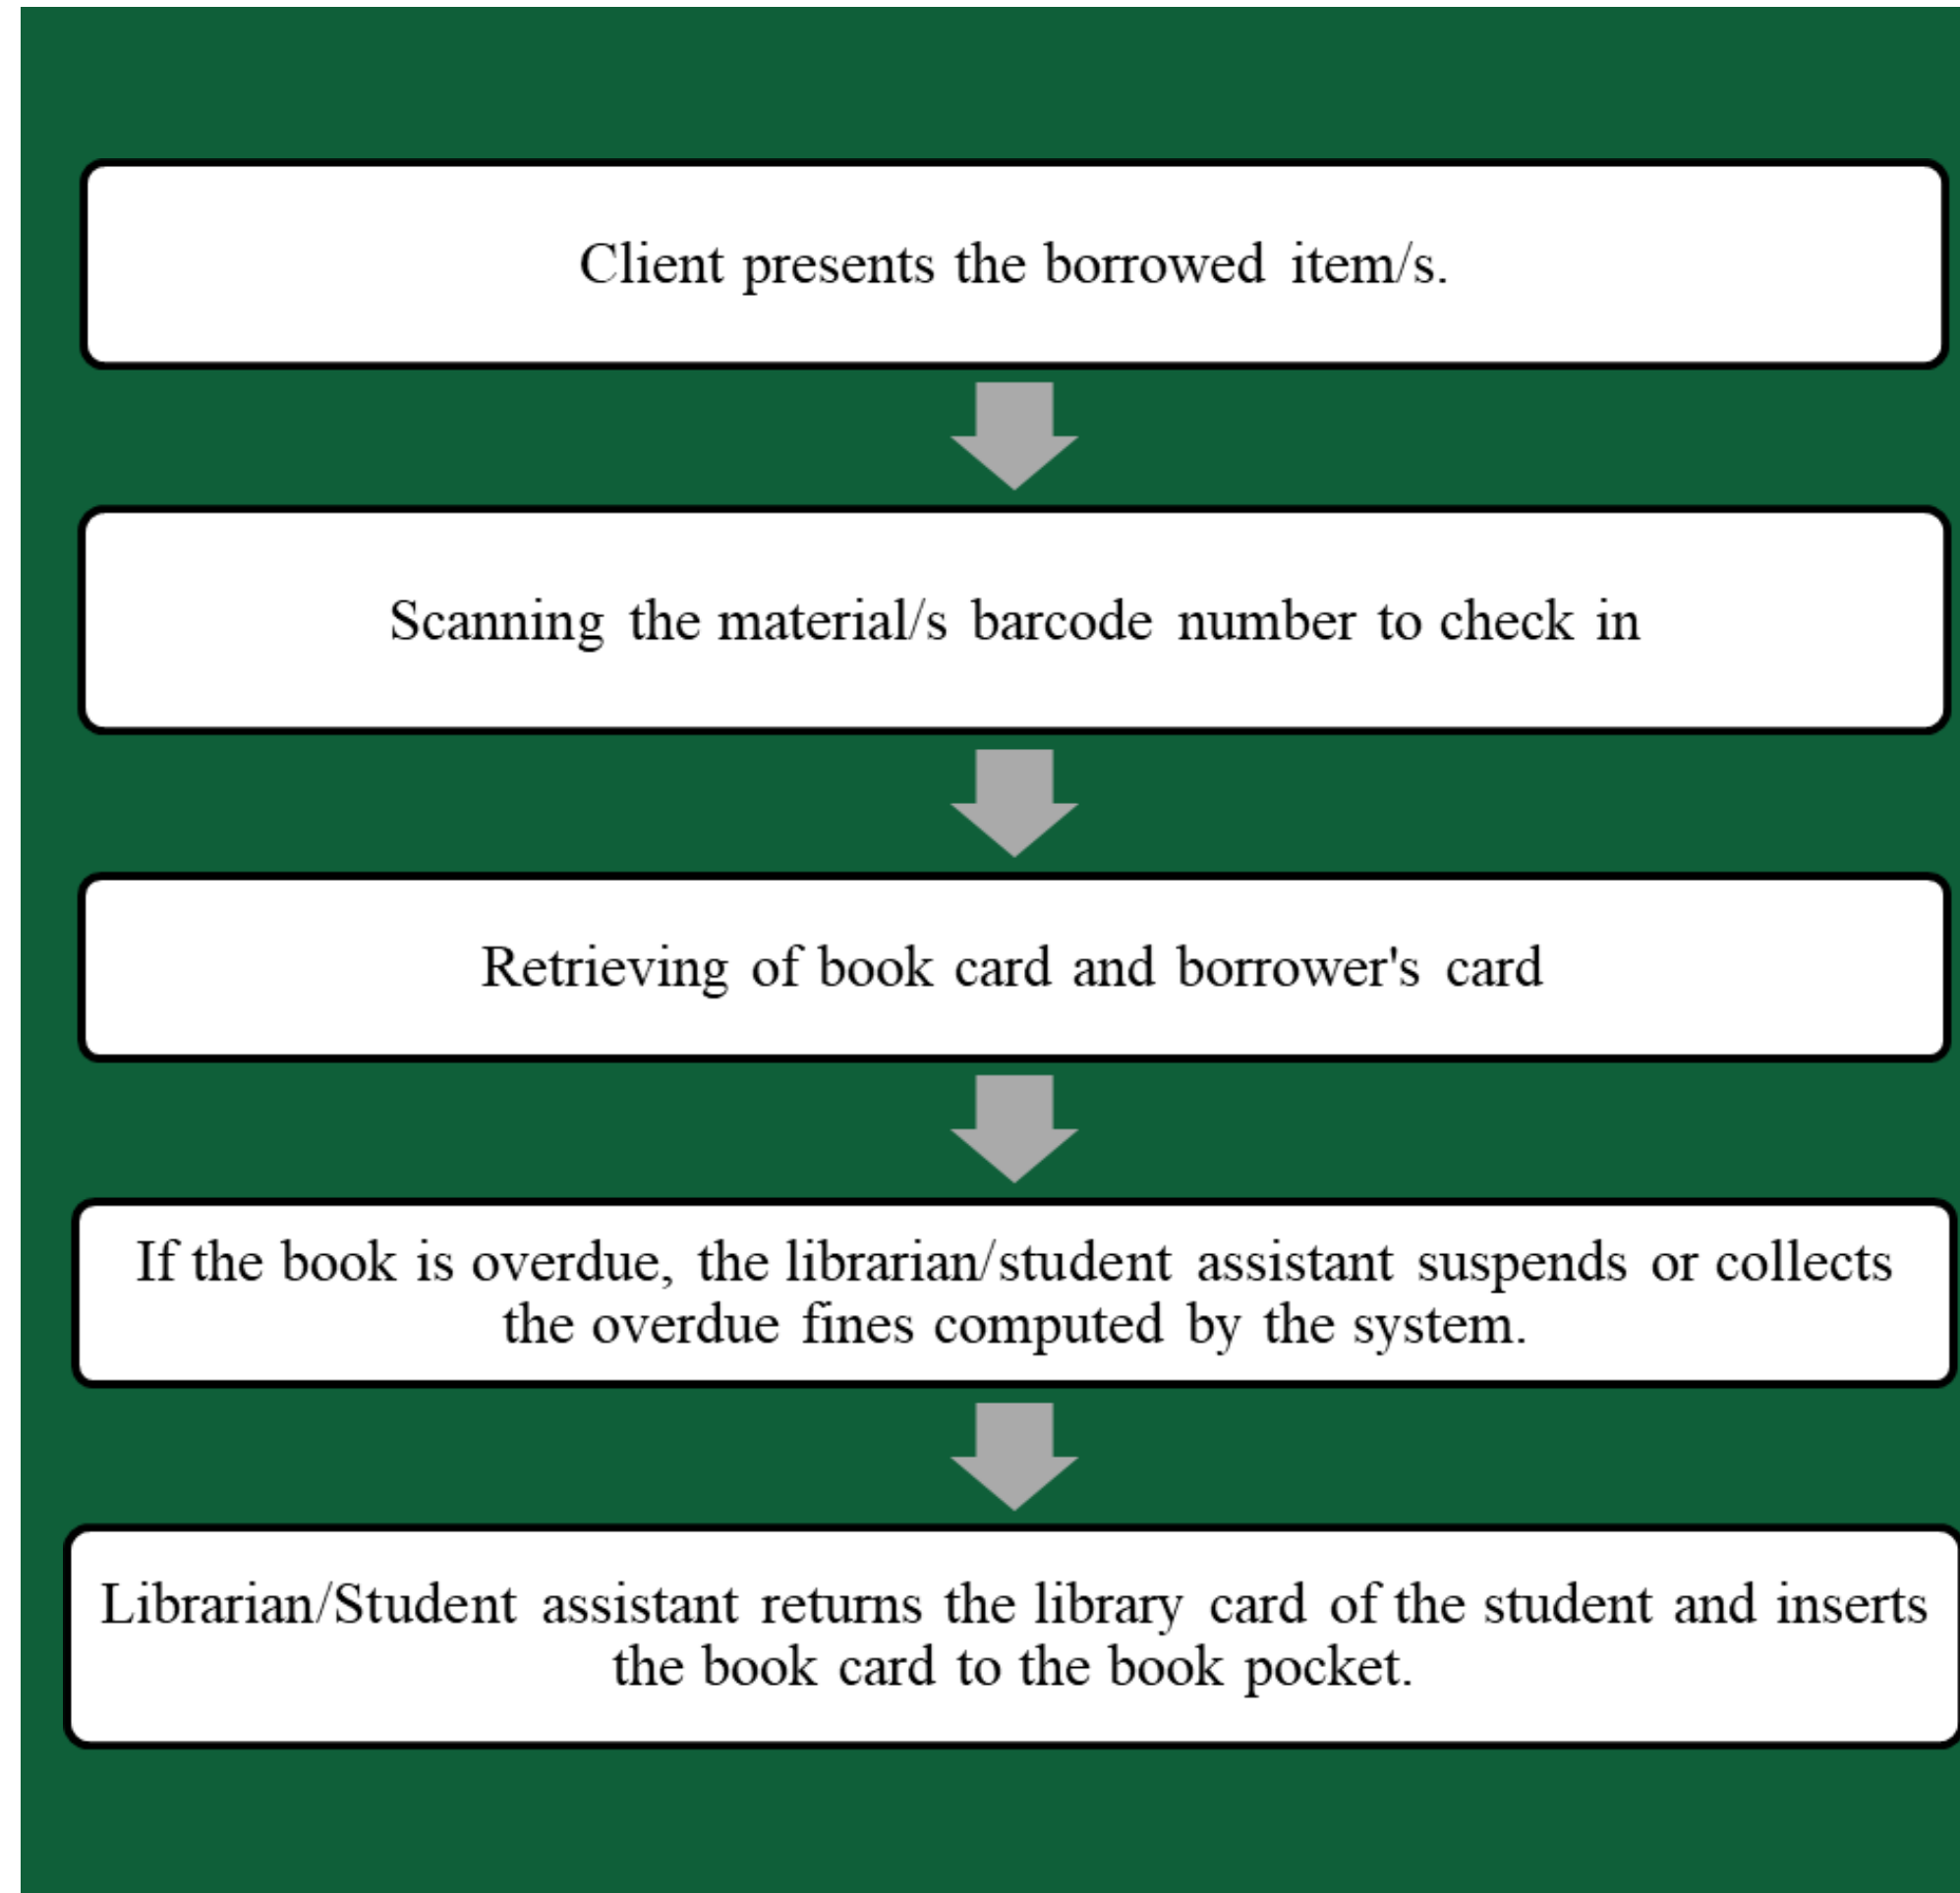 Client presents the borrowed item/s.
Scanning the material/s barcode number to check in
Retrieving of book card and borrower's card
If the book is overdue, the librarian/student assistant suspends or collects
the overdue fines computed by the system.
Librarian/Student assistant returns the library card of the student and inserts
the book card to the book pocket.